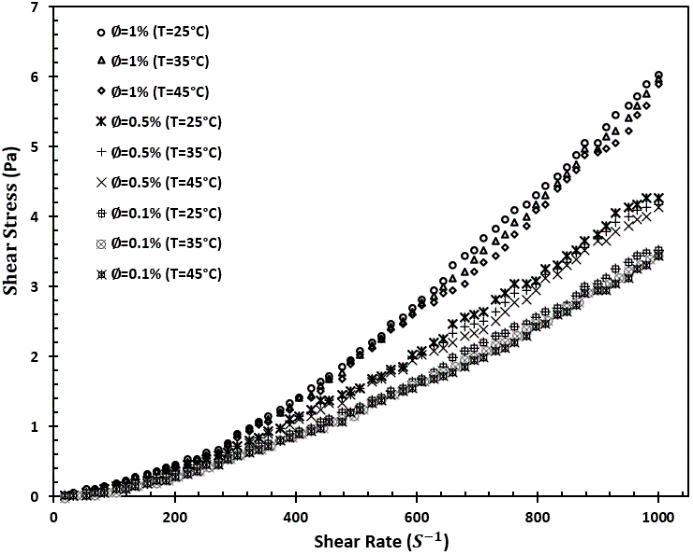 7
6
5
4
3
2
1
0
Shear Stress (Pa)
Ø=1% (T=25°C)
Ø=1% (T=35°C)
Ø=1% (T=45°C)
Ø=0.5% (T=25°C)
Ø=0.5% (T=35°C)
Ø=0.5% (T=45°C)
Ø=0.1% (T=25°C)
Ø=0.1% (T=35°C)
Ø=0.1% (T=45°C)
0 200 400 600 800 1000
Shear Rate (S⁻¹)